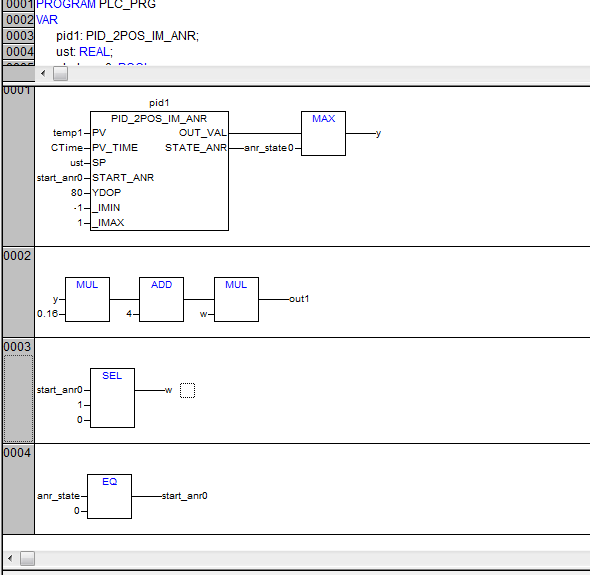 0001 PROGRAM PLC_PRG
0002 VAR
0003 pid1: PID_2POS_IM_ANR;
0004 ust: REAL;
0001
pid1
PID_2POS_IM_ANR MAX
temp1 PV OUT_VAL y
CTime PV_TIME STATE_ANR anr_state0
ust SP
start_anr0 START_ANR
80 YDOP
-1 _IMIN
1 _IMAX
0002
MUL ADD MUL
y out1
0.16 4 w
0003
SEL
start_anr0 w
1
0
0004
EQ
anr_state start_anr0
0